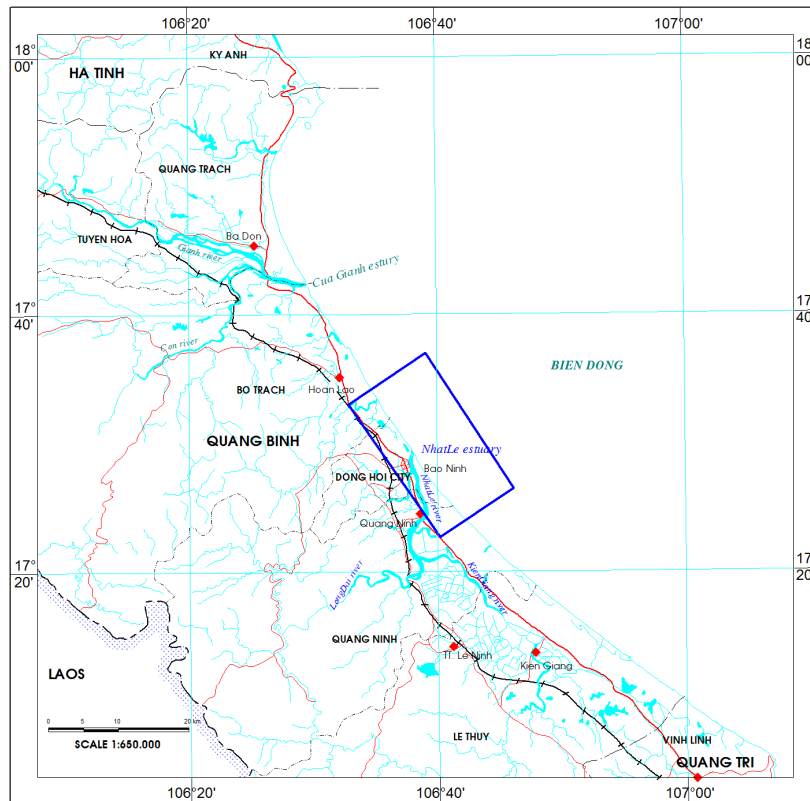 106°20' 106°40' 107°00'
18°
00'
18
00
KY ANH
HA TINH
QUANG TRACH
Ba Don
TUYEN HOA
Gianh river
Cua Gianh estury
17°
40'
17
40
Con river
BIEN DONG
Hoan Lao
BO TRACH
QUANG BINH
NhatLe estuary
DONG HOI CITY
Bao Ninh
NhatLe river
Quang Ninh
17°
20'
17
20
LongDai river
KienGiang river
QUANG NINH
TT. Le Ninh
Kien Giang
LAOS
0 5 10 20 km
SCALE 1:650.000
LE THUY
VINH LINH
QUANG TRI
106°20' 106°40' 107°00'